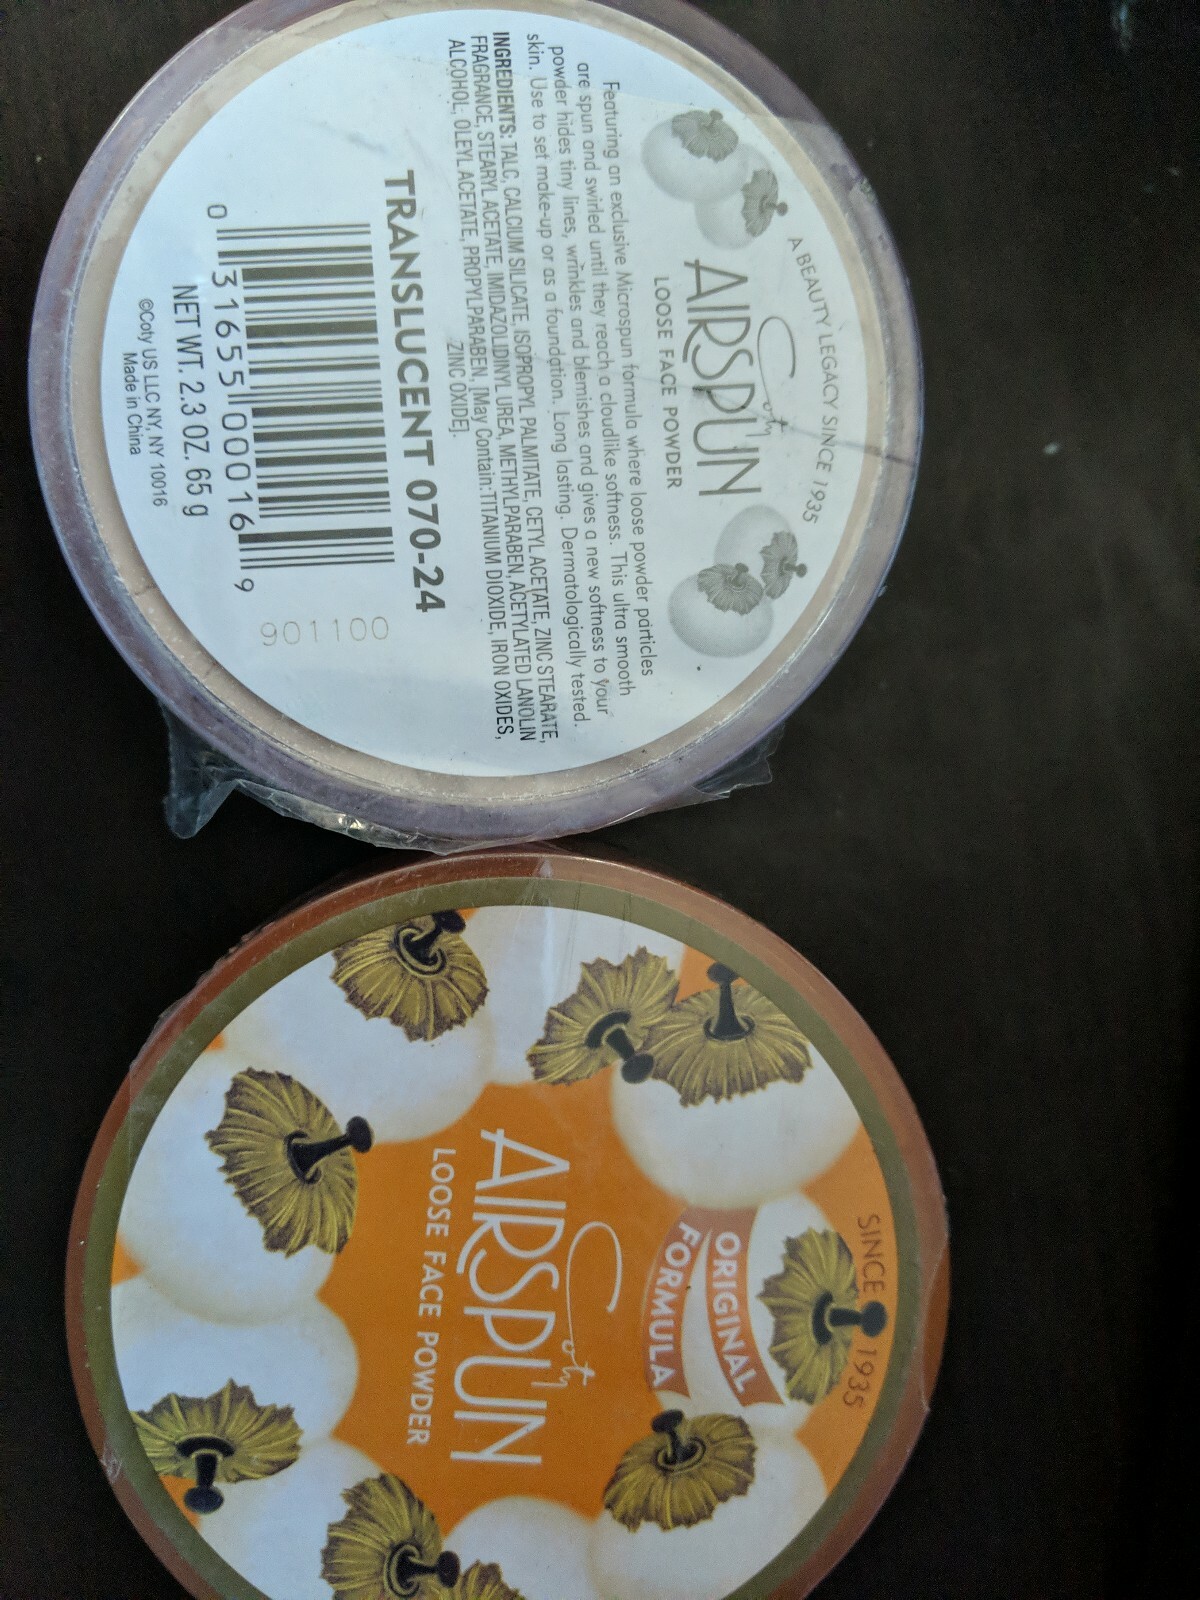 A BEAUTY LEGACY SINCE 1935
Coty
AIRSPUN
LOOSE FACE POWDER
Featuring an exclusive Microspun formula where loose powder particles
are spun and swirled until they reach a cloudlike softness. This ultra smooth
powder hides tiny lines, wrinkles and blemishes and gives a new softness to your
skin. Use to set make-up or as a foundation. Long lasting. Dermatologically tested.
INGREDIENTS: TALC, CALCIUM SILICATE, ISOPROPYL PALMITATE, CETYL ACETATE, ZINC STEARATE,
FRAGRANCE, STEARYL ACETATE, IMIDAZOLIDINYL UREA, METHYLPARABEN, ACETYLATED LANOLIN
ALCOHOL, OLEYL ACETATE, PROPYLPARABEN, [May Contain: TITANIUM DIOXIDE, IRON OXIDES,
ZINC OXIDE].
TRANSLUCENT 070-24
901100
0 31655 00016 9
NET WT. 2.3 OZ. 65 g
©Coty US LLC NY, NY 10016
Made in China
SINCE 1935
ORIGINAL
FORMULA
Coty
AIRSPUN
LOOSE FACE POWDER